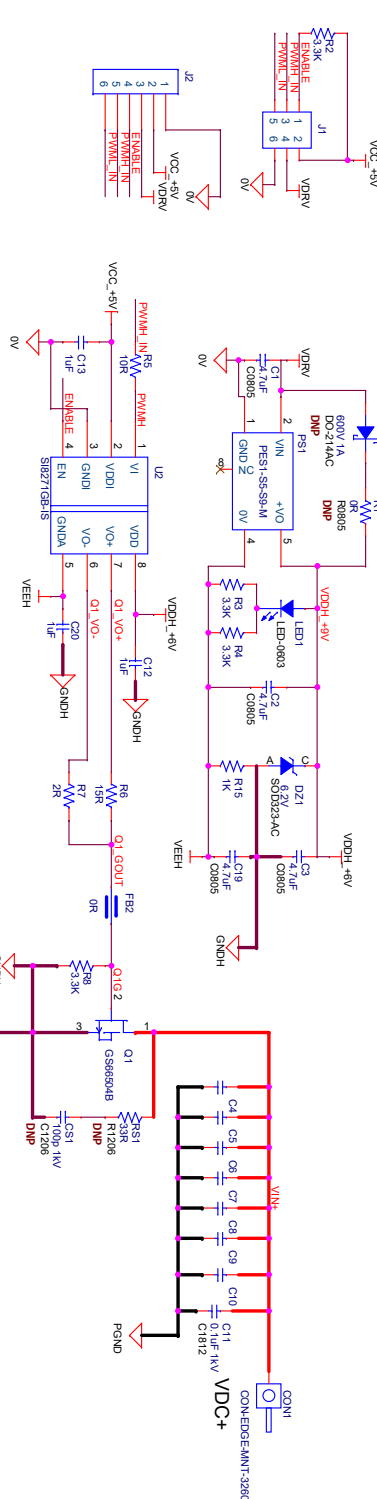 VCC_+5V
R2
3.3K
ENABLE
PWMH_IN
PWML_IN
J1
1
2
3
4
5
6
VDRV
0V
J2
1
2
3
4
5
6
VCC_+5V
VDRV
ENABLE
PWMH_IN
PWML_IN
0V
600V 1A
DO-214AC
DNP
0R
R0805
DNP
VDRV
C1
4.7uF
C0805
0V
PS1
PES1-S5-S9-M
VIN
GND
NC
+VO
0V
2
1
8
5
4
VDDH_+9V
LED1
LED-0603
R3
3.3K
R4
3.3K
C2
4.7uF
C0805
DZ1
6.2V
SOD323-AC
A
C
R15
1K
VDDH_+6V
C3
4.7uF
C0805
C19
4.7uF
C0805
VEEH
GNDH
PWMH_IN
R5
10R
PWMH
VCC_+5V
C13
1uF
0V
ENABLE
U2
SI8271GB-IS
VI
VDDI
GNDI
EN
VDD
VO+
VO-
GNDA
1
2
3
4
8
7
6
5
VDDH_+6V
C12
1uF
GNDH
Q1_VO+
Q1_VO-
C20
1uF
VEEH
GNDH
R6
15R
R7
2R
Q1_GOUT
FB2
0R
Q1G
2
1
3
R8
3.3K
Q1
GS66504B
RS1
33R
R1206
DNP
CS1
100p 1kV
C1206
DNP
VIN+
C4
C5
C6
C7
C8
C9
C10
C11
0.1uF 1kV
C1812
PGND
VDC+
CON1
CON-EDGE-MNT-3260